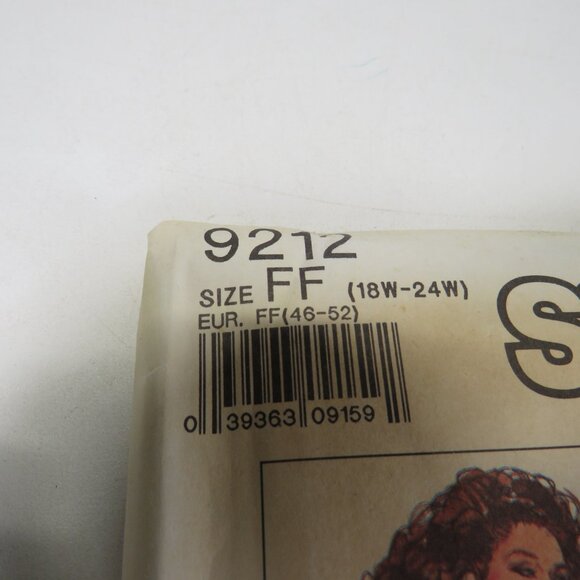 9212
SIZE FF (18W-24W)
EUR. FF(46-52)
0 39363 09159
S